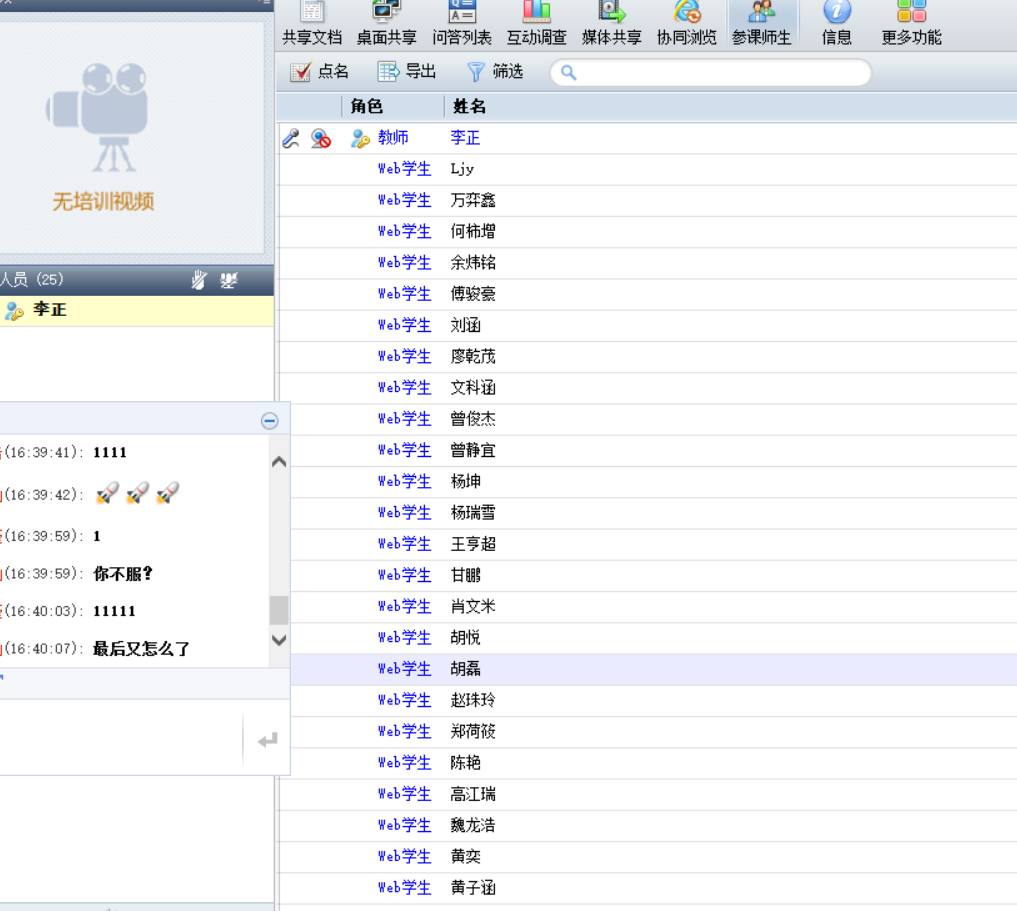 共享文档 桌面共享 问答列表 互动调查 媒体共享 协同浏览 参课师生 信息 更多功能
点名 导出 筛选
角色 姓名
教师 李正
Web学生 Ljy
Web学生 万弈鑫
Web学生 何柿增
Web学生 余炜铭
Web学生 傅骏豪
Web学生 刘涵
Web学生 廖乾茂
Web学生 文科涵
Web学生 曾俊杰
Web学生 曾静宜
Web学生 杨坤
Web学生 杨瑞雪
Web学生 王亨超
Web学生 甘鹏
Web学生 肖文米
Web学生 胡悦
Web学生 胡磊
Web学生 赵珠玲
Web学生 郑荷筱
Web学生 陈艳
Web学生 高江瑞
Web学生 魏龙浩
Web学生 黄奕
Web学生 黄子涵
无培训视频
人员 (25)
李正
(16:39:41): 1111
(16:39:42):
(16:39:59): 1
(16:39:59): 你不服?
(16:40:03): 11111
(16:40:07): 最后又怎么了